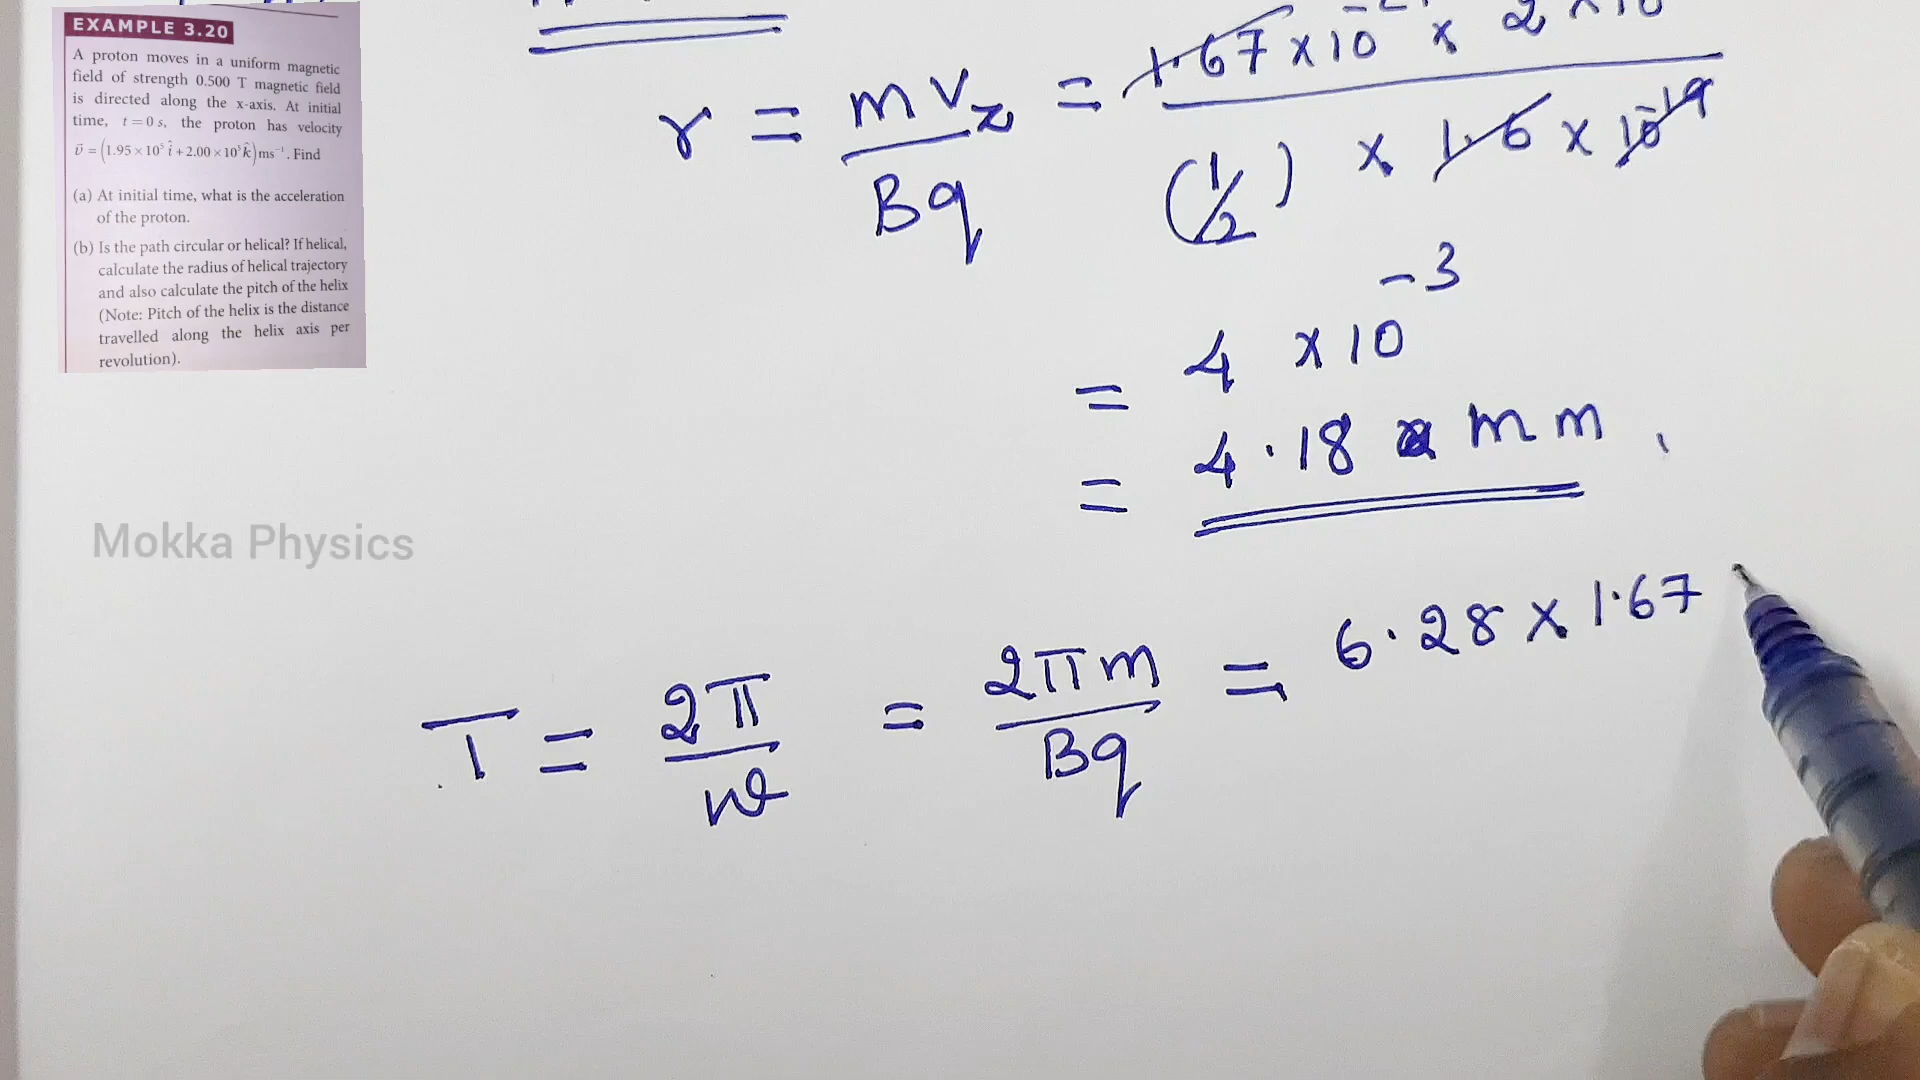 EXAMPLE 3.20
A proton moves in a uniform magnetic
field of strength 0.500 T magnetic field
is directed along the x-axis. At initial
time, t = 0 s, the proton has velocity
v⃗ = (1.95 × 10⁵ î + 2.00 × 10⁵ k̂) ms⁻¹. Find
(a) At initial time, what is the acceleration
of the proton.
(b) Is the path circular or helical? If helical,
calculate the radius of helical trajectory
and also calculate the pitch of the helix
(Note: Pitch of the helix is the distance
travelled along the helix axis per
revolution).
r = mv_z / Bq = 1.67 × 10 × 2 × 10 / (1/2) × 1.6 × 10⁻¹⁹
= 4 × 10⁻³
= 4.18 mm
Mokka Physics
T = 2π / ω = 2πm / Bq = 6.28 × 1.67